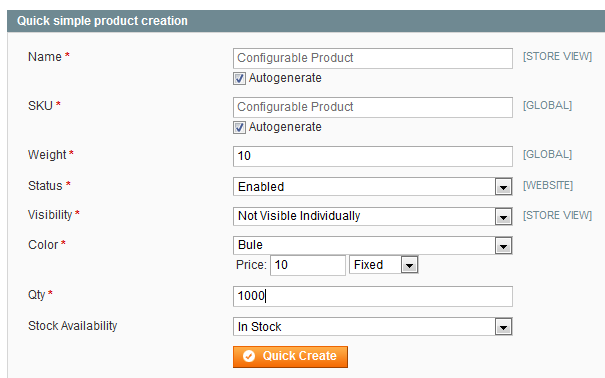 Quick simple product creation
Name * Configurable Product [STORE VIEW]
Autogenerate
SKU * Configurable Product [GLOBAL]
Autogenerate
Weight * 10 [GLOBAL]
Status * Enabled [WEBSITE]
Visibility * Not Visible Individually [STORE VIEW]
Color * Bule
Price: 10 Fixed
Qty * 1000
Stock Availability In Stock
Quick Create